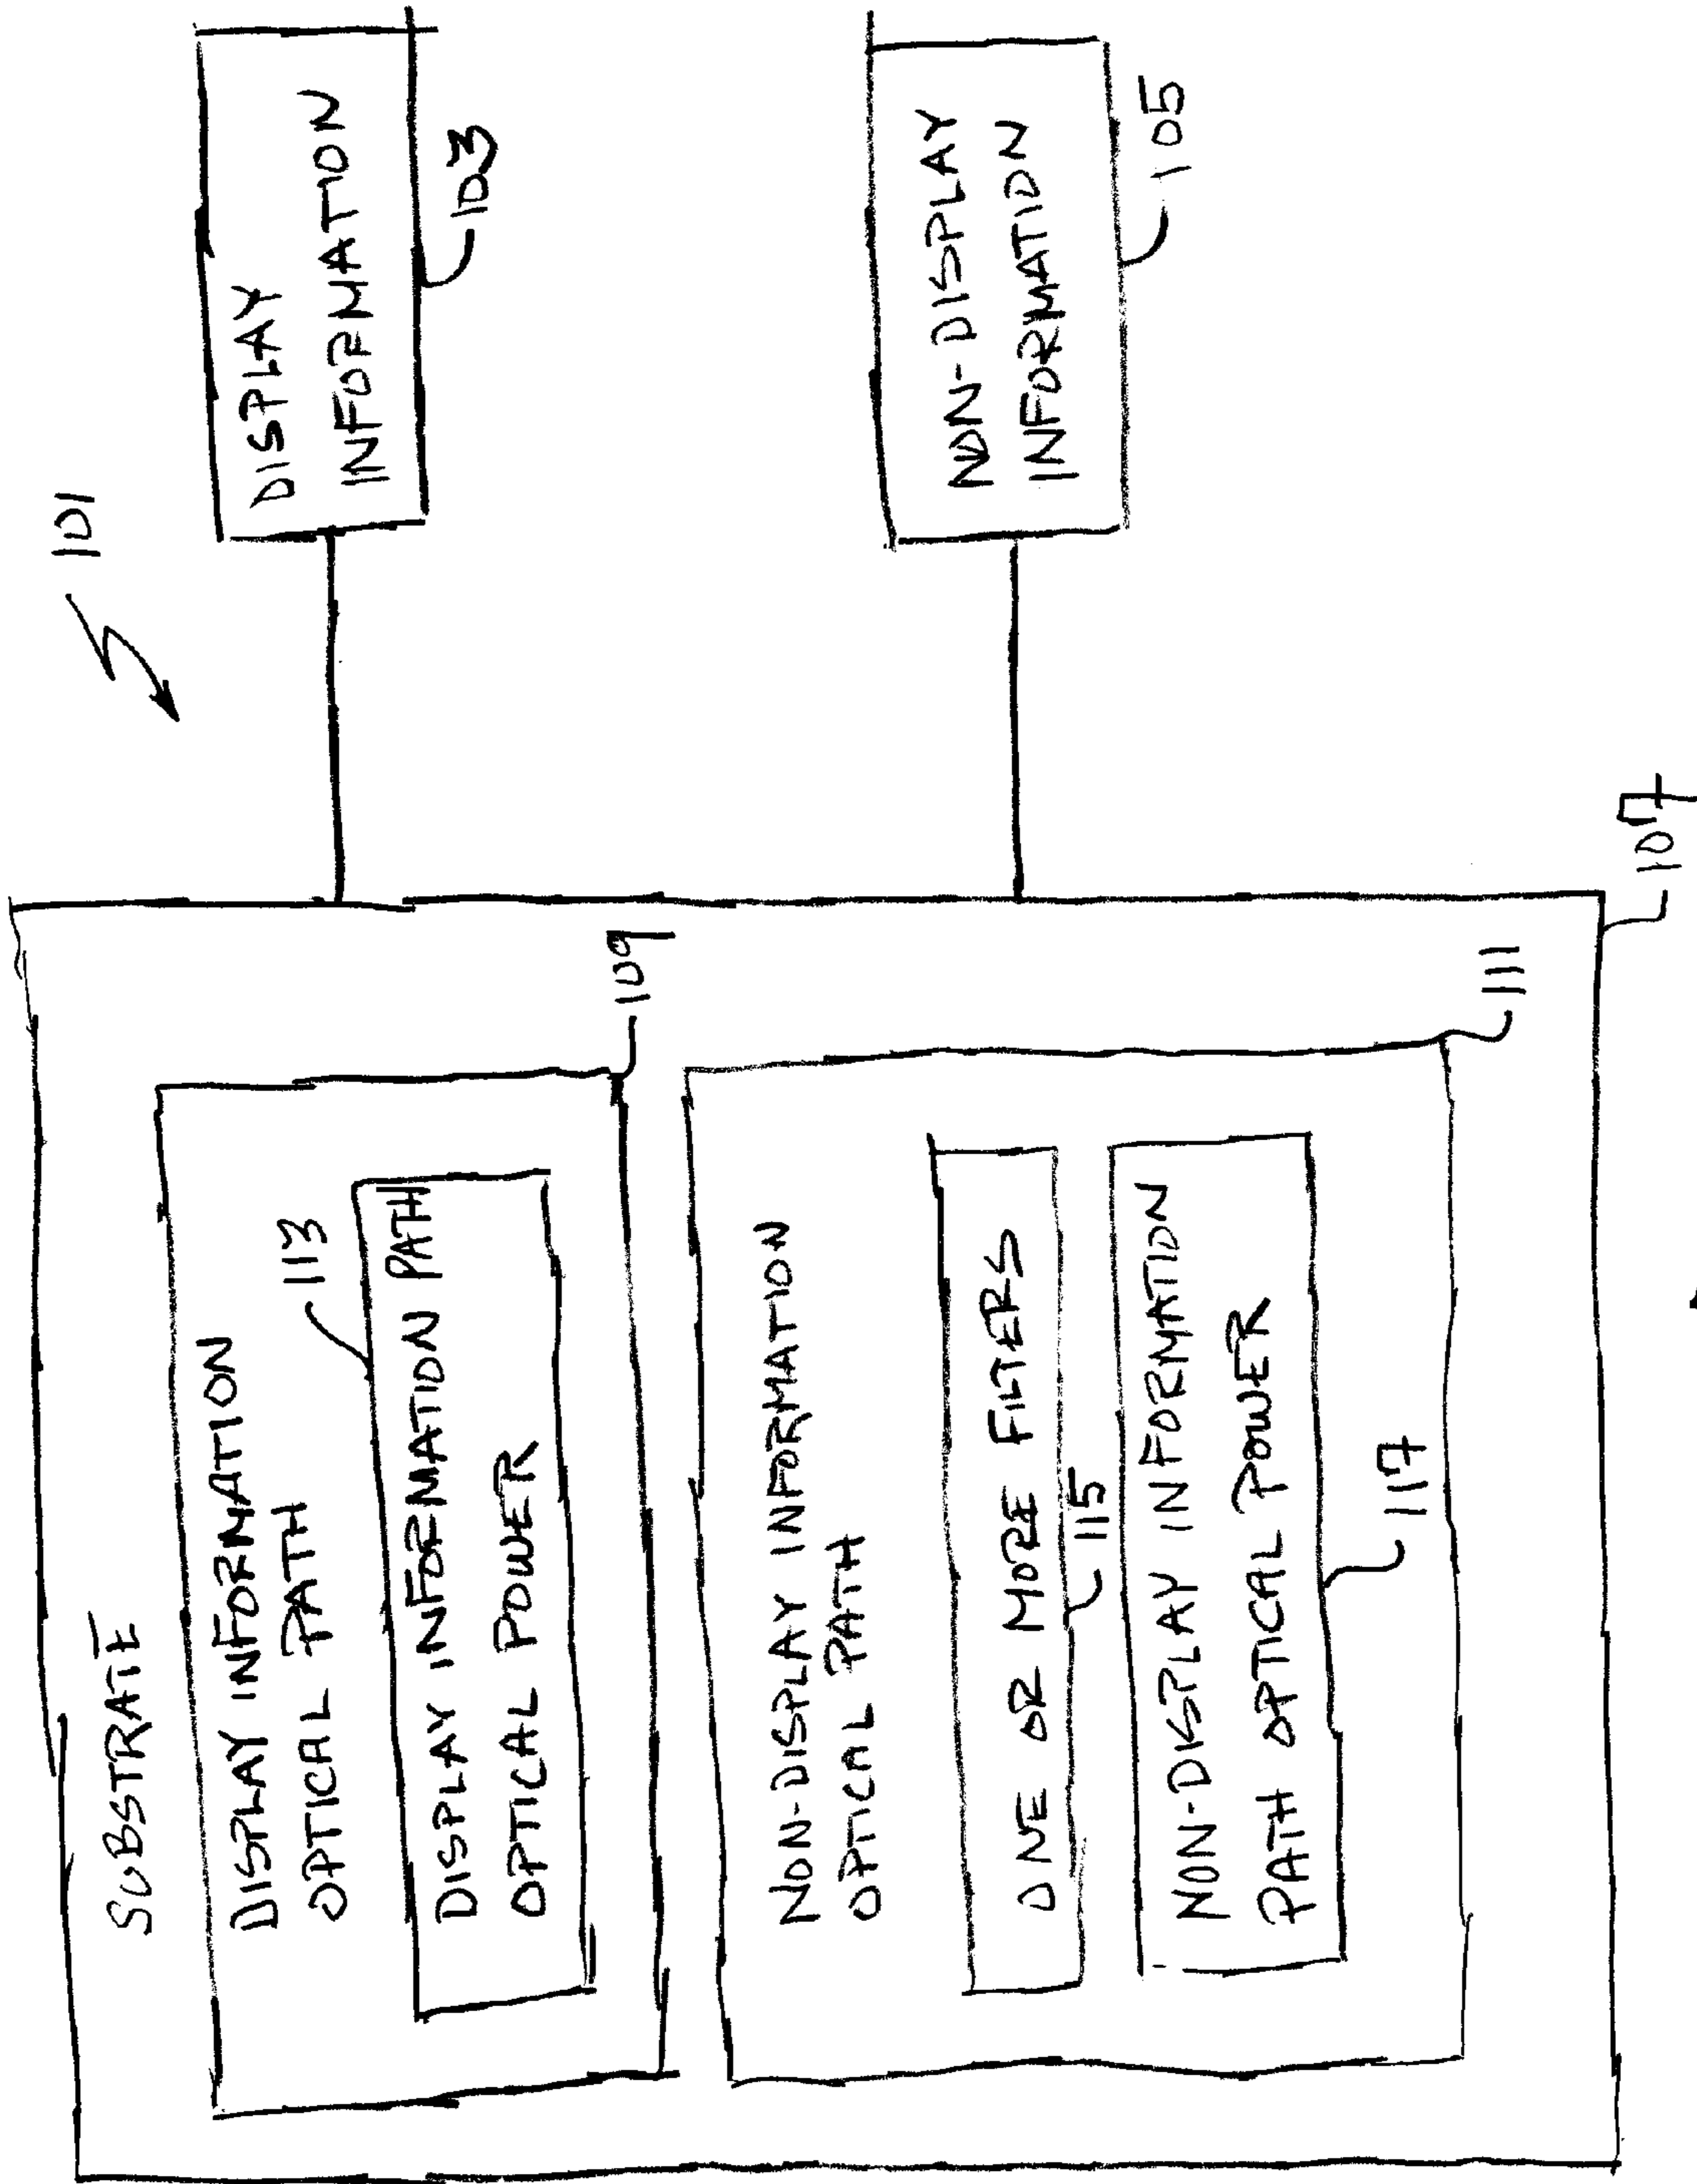 101
DISPLAY
INFORMATION
103
NON-DISPLAY
INFORMATION
105
SUBSTRATE
107
DISPLAY INFORMATION
OPTICAL PATH
109
113
DISPLAY INFORMATION PATH
OPTICAL POWER
NON-DISPLAY INFORMATION
OPTICAL PATH
111
ONE OR MORE FILTERS
115
NON-DISPLAY INFORMATION
PATH OPTICAL POWER
117